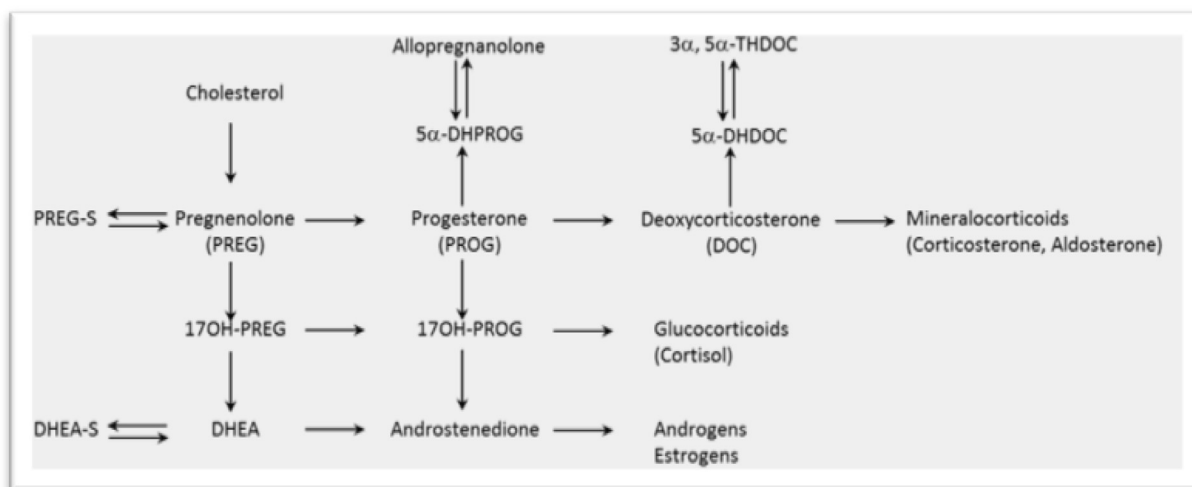 Allopregnanolone
3α, 5α-THDOC
Cholesterol
5α-DHPROG
5α-DHDOC
PREG-S
Pregnenolone
(PREG)
Progesterone
(PROG)
Deoxycorticosterone
(DOC)
Mineralocorticoids
(Corticosterone, Aldosterone)
17OH-PREG
17OH-PROG
Glucocorticoids
(Cortisol)
DHEA-S
DHEA
Androstenedione
Androgens
Estrogens